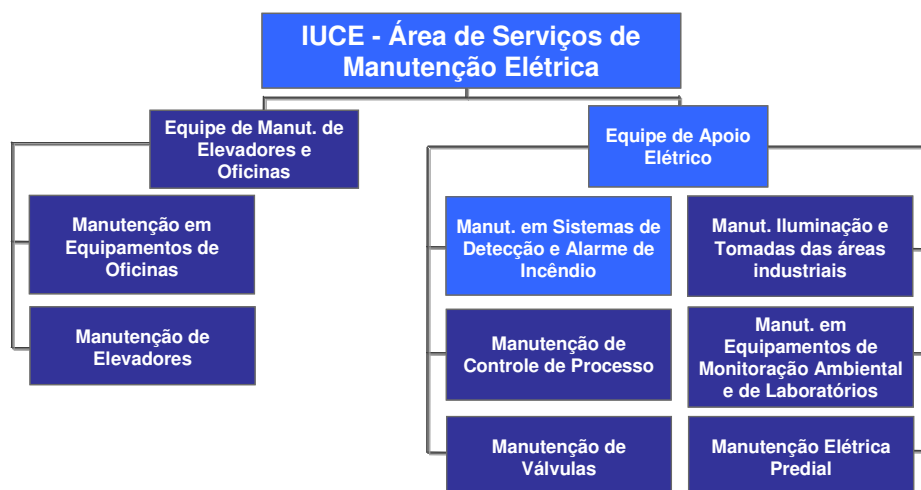 IUCE - Área de Serviços de
Manutenção Elétrica
Equipe de Manut. de
Elevadores e
Oficinas
Equipe de Apoio
Elétrico
Manutenção em
Equipamentos de
Oficinas
Manutenção de
Elevadores
Manut. em Sistemas de
Detecção e Alarme de
Incêndio
Manut. Iluminação e
Tomadas das áreas
industriais
Manutenção de
Controle de Processo
Manut. em
Equipamentos de
Monitoração Ambiental
e de Laboratórios
Manutenção de
Válvulas
Manutenção Elétrica
Predial